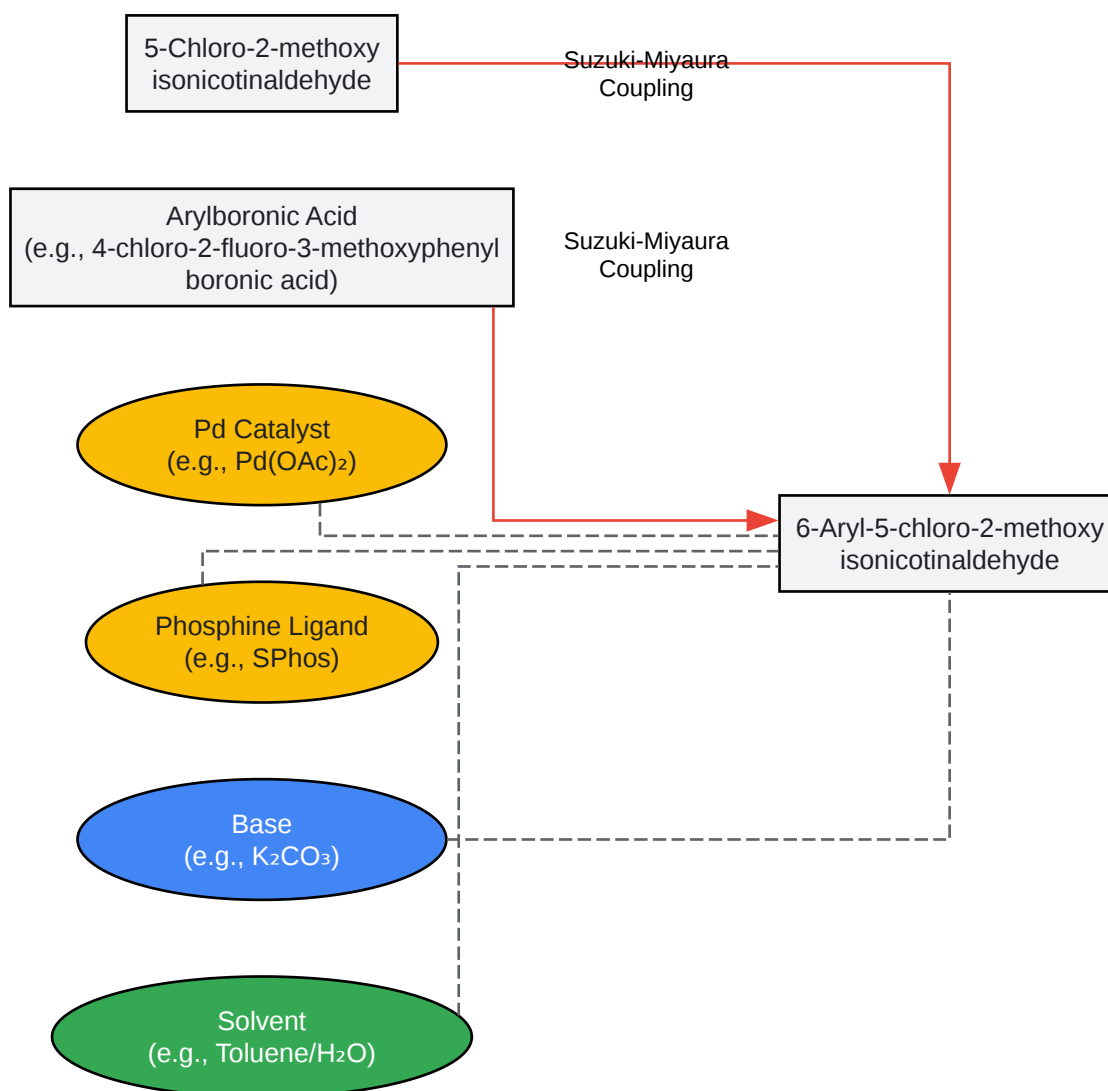 5-Chloro-2-methoxy
isonicotinaldehyde
Suzuki-Miyaura
Coupling
Arylboronic Acid
(e.g., 4-chloro-2-fluoro-3-methoxyphenyl
boronic acid)
Suzuki-Miyaura
Coupling
Pd Catalyst
(e.g., Pd(OAc)₂)
6-Aryl-5-chloro-2-methoxy
isonicotinaldehyde
Phosphine Ligand
(e.g., SPhos)
Base
(e.g., K₂CO₃)
Solvent
(e.g., Toluene/H₂O)